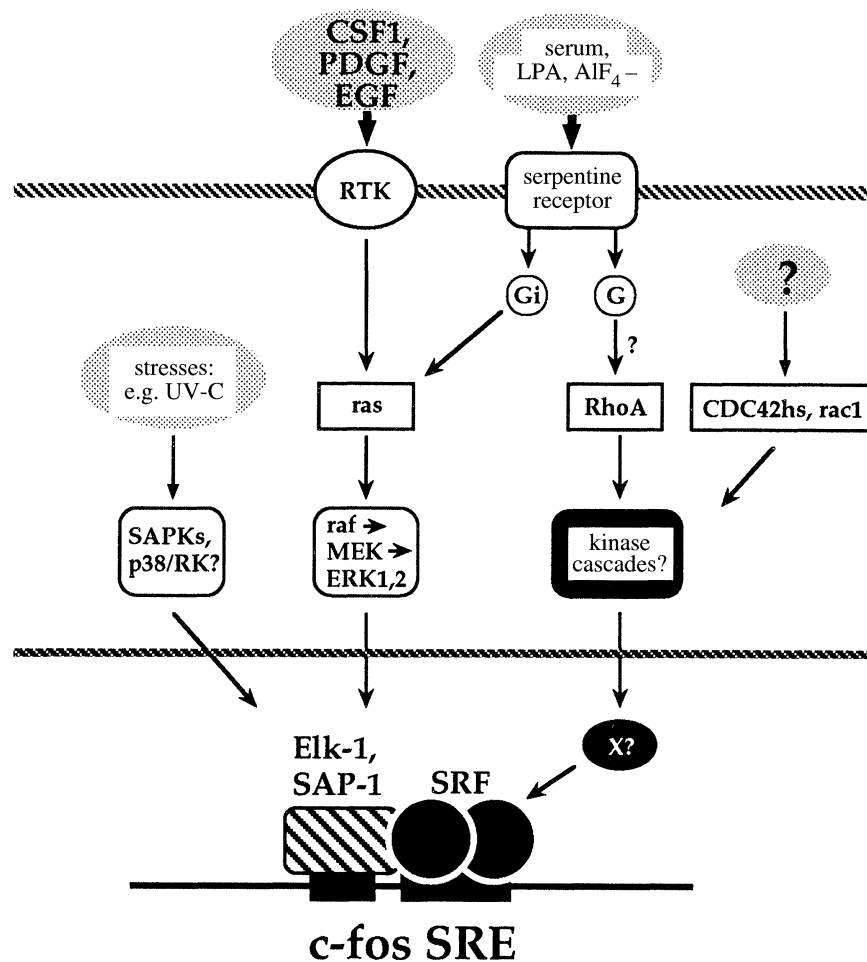 CSF1,
PDGF,
EGF
serum,
LPA, AlF4 –
RTK
serpentine
receptor
Gi
G
?
?
stresses:
e.g. UV-C
ras
RhoA
CDC42hs, rac1
SAPKs,
p38/RK?
raf →
MEK →
ERK1,2
kinase
cascades?
X?
Elk-1,
SAP-1
SRF
c-fos SRE